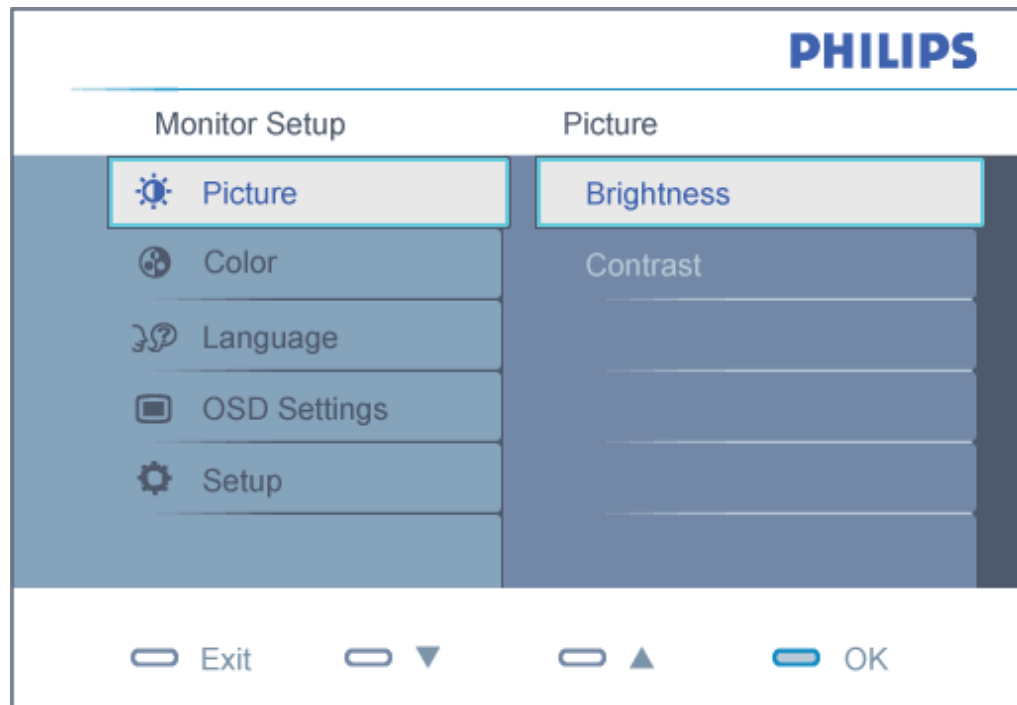 PHILIPS
Monitor Setup
Picture
Picture
Brightness
Color
Contrast
Language
OSD Settings
Setup
Exit ▼ ▲ OK